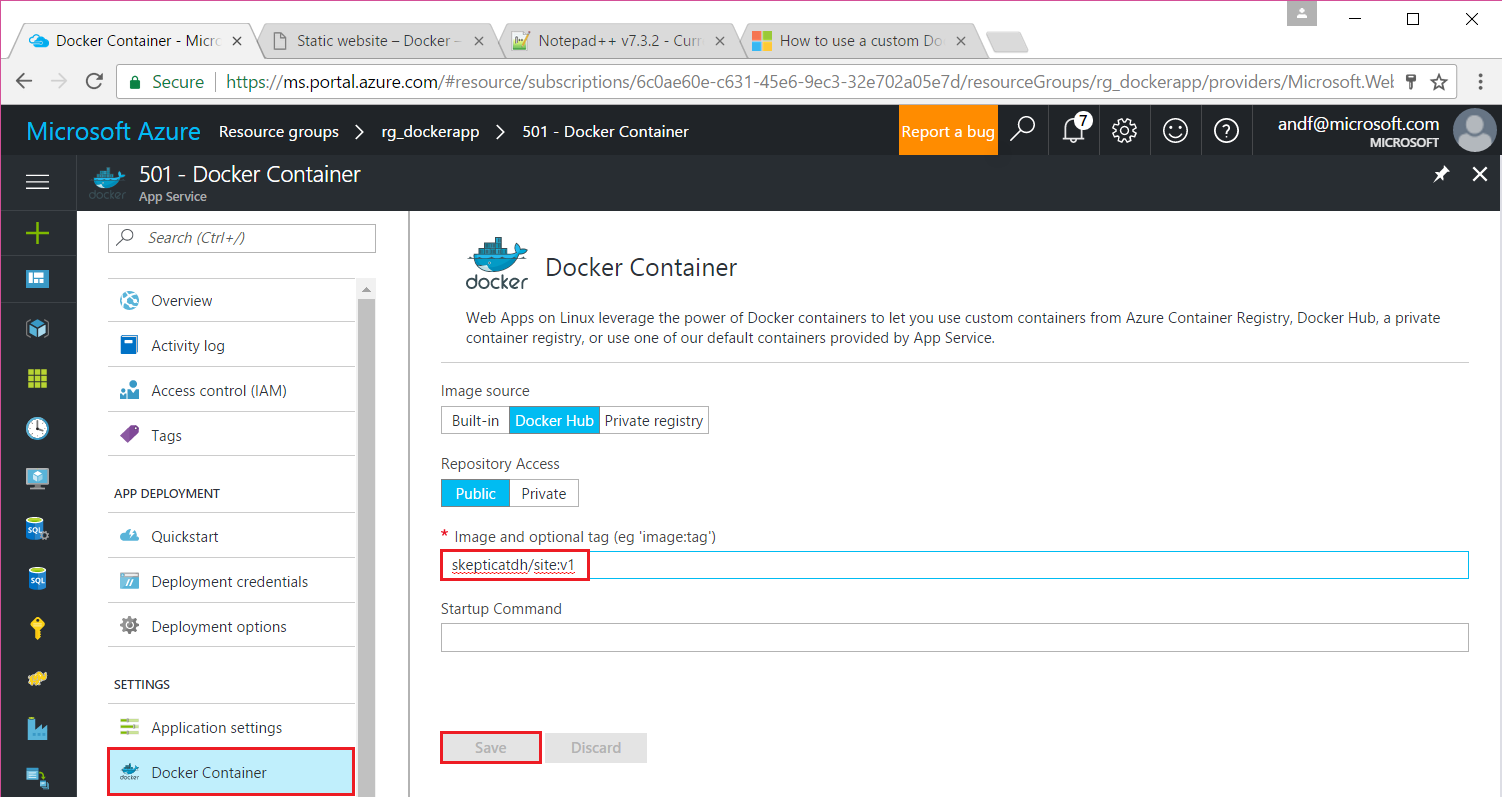 Docker Container - Micro
Static website – Docker –
Notepad++ v7.3.2 - Curr
How to use a custom Do
Secure
https://ms.portal.azure.com/#resource/subscriptions/6c0ae60e-c631-45e6-9ec3-32e702a05e7d/resourceGroups/rg_dockerapp/providers/Microsoft.Web
Microsoft Azure Resource groups rg_dockerapp 501 - Docker Container
Report a bug
7
andf@microsoft.com
MICROSOFT
docker
501 - Docker Container
App Service
Search (Ctrl+/)
Overview
Activity log
Access control (IAM)
Tags
APP DEPLOYMENT
Quickstart
Deployment credentials
Deployment options
SETTINGS
Application settings
docker
Docker Container
SQL
SQL
docker
Docker Container
Web Apps on Linux leverage the power of Docker containers to let you use custom containers from Azure Container Registry, Docker Hub, a private
container registry, or use one of our default containers provided by App Service.
Image source
Built-in Docker Hub Private registry
Repository Access
Public Private
* Image and optional tag (eg 'image:tag')
skepticatdh/site:v1
Startup Command
Save Discard